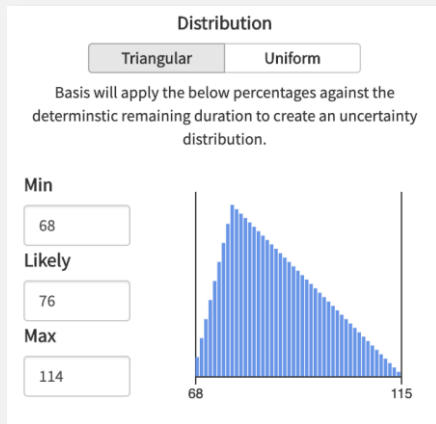 Distribution
Triangular
Uniform
Basis will apply the below percentages against the
determinstic remaining duration to create an uncertainty
distribution.
Min
68
Likely
76
Max
114
68
115